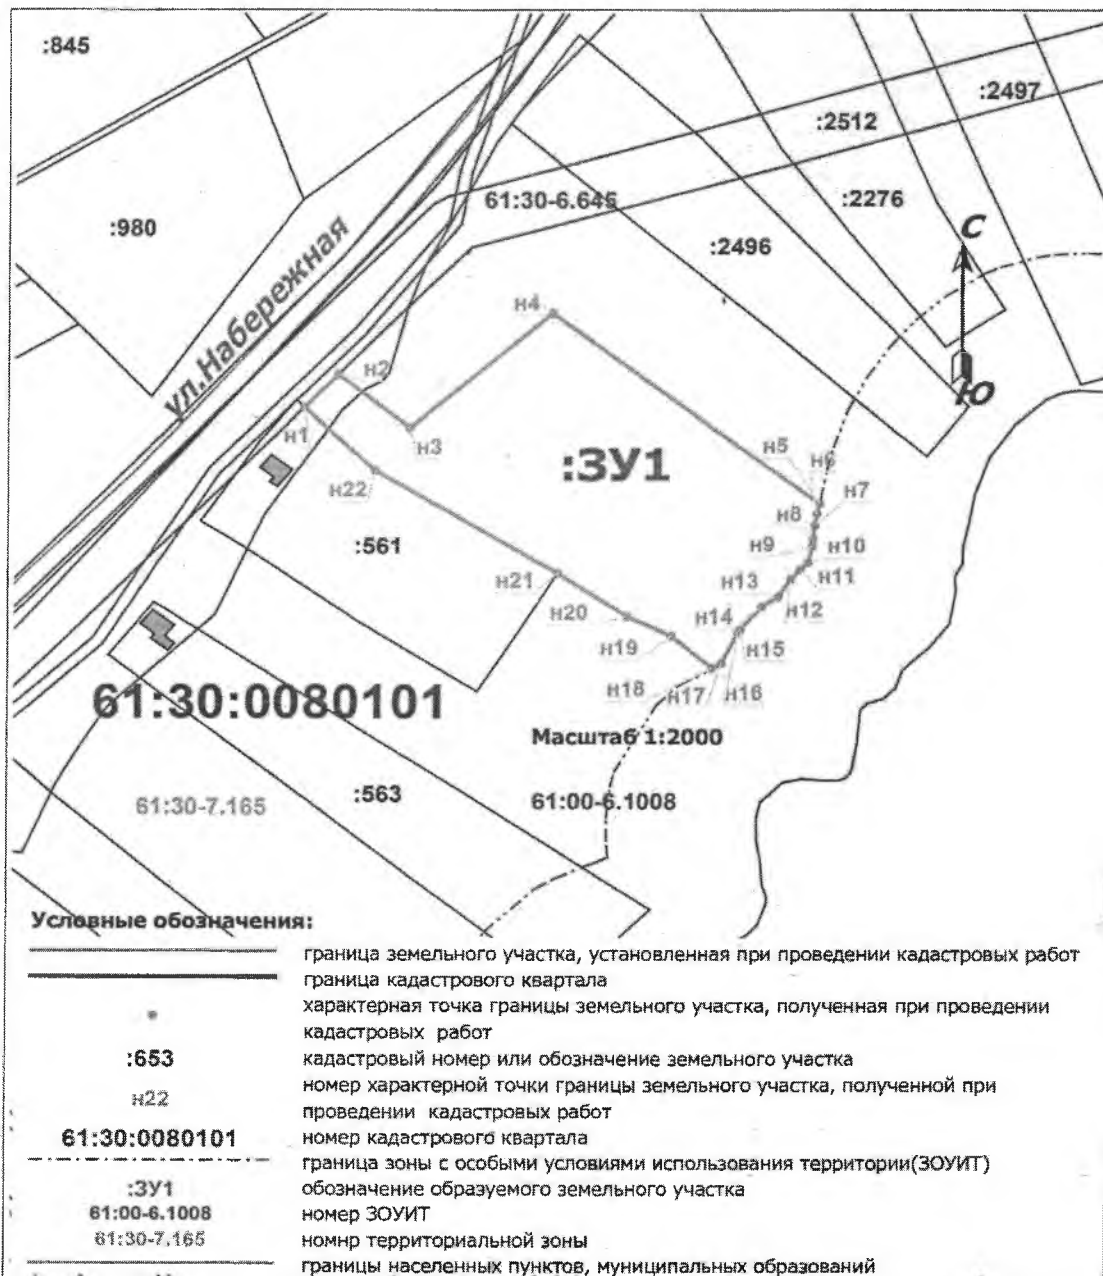 :845
:2497
:2512
:980
61:30-6.645
:2276
:2496
С
ул.Набережная
н4
н2
Ю
н1
н3
:ЗУ1
н5
н6
н22
н7
н8
:561
н9
н10
н21
н13
н11
н20
н14
н12
н19
н15
н18
н17
н16
61:30:0080101
Масштаб 1:2000
61:30-7.165
:563
61:00-6.1008
Условные обозначения:
граница земельного участка, установленная при проведении кадастровых работ
граница кадастрового квартала
характерная точка границы земельного участка, полученная при проведении
кадастровых работ
:653 кадастровый номер или обозначение земельного участка
н22 номер характерной точки границы земельного участка, полученной при
проведении кадастровых работ
61:30:0080101 номер кадастрового квартала
граница зоны с особыми условиями использования территории(ЗОУИТ)
:ЗУ1 обозначение образуемого земельного участка
61:00-6.1008 номер ЗОУИТ
61:30-7.165 номнр территориальной зоны
границы населенных пунктов, муниципальных образований